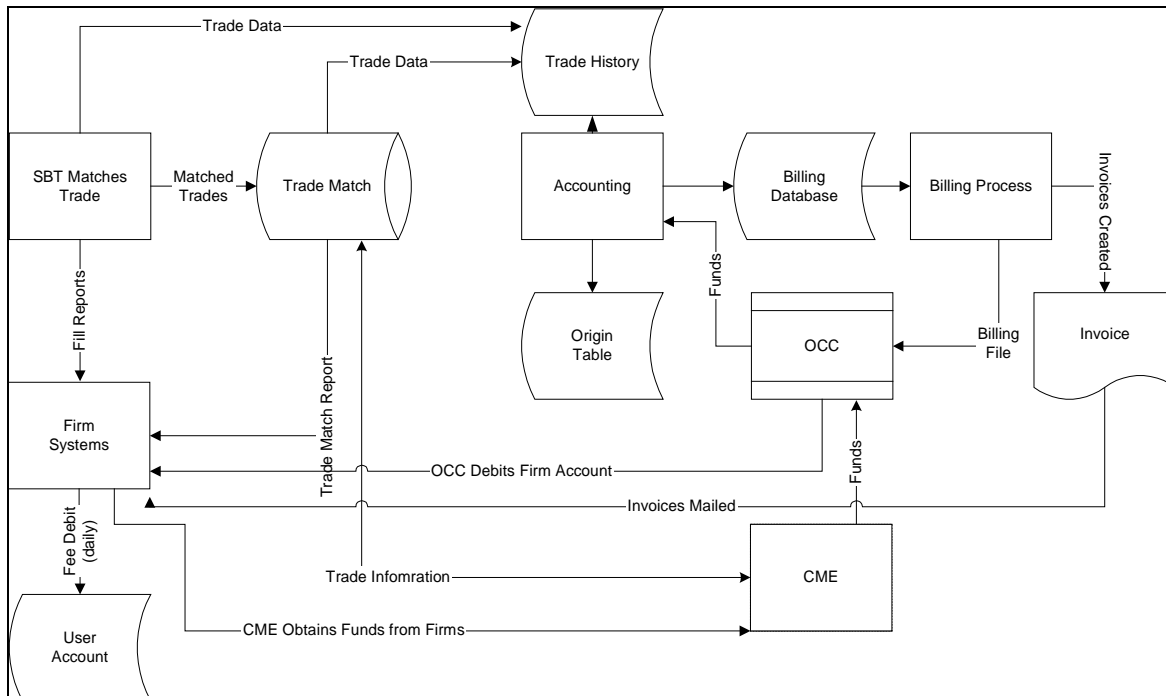 Trade Data
Trade Data
Trade History
SBT Matches
Trade
Matched
Trades
Trade Match
Accounting
Billing
Database
Billing Process
Invoices Created
Fill Reports
Funds
Origin
Table
OCC
Billing
File
Invoice
Trade Match Report
Firm
Systems
OCC Debits Firm Account
Funds
Invoices Mailed
Fee Debit
(daily)
Trade Infomration
CME
CME Obtains Funds from Firms
User
Account